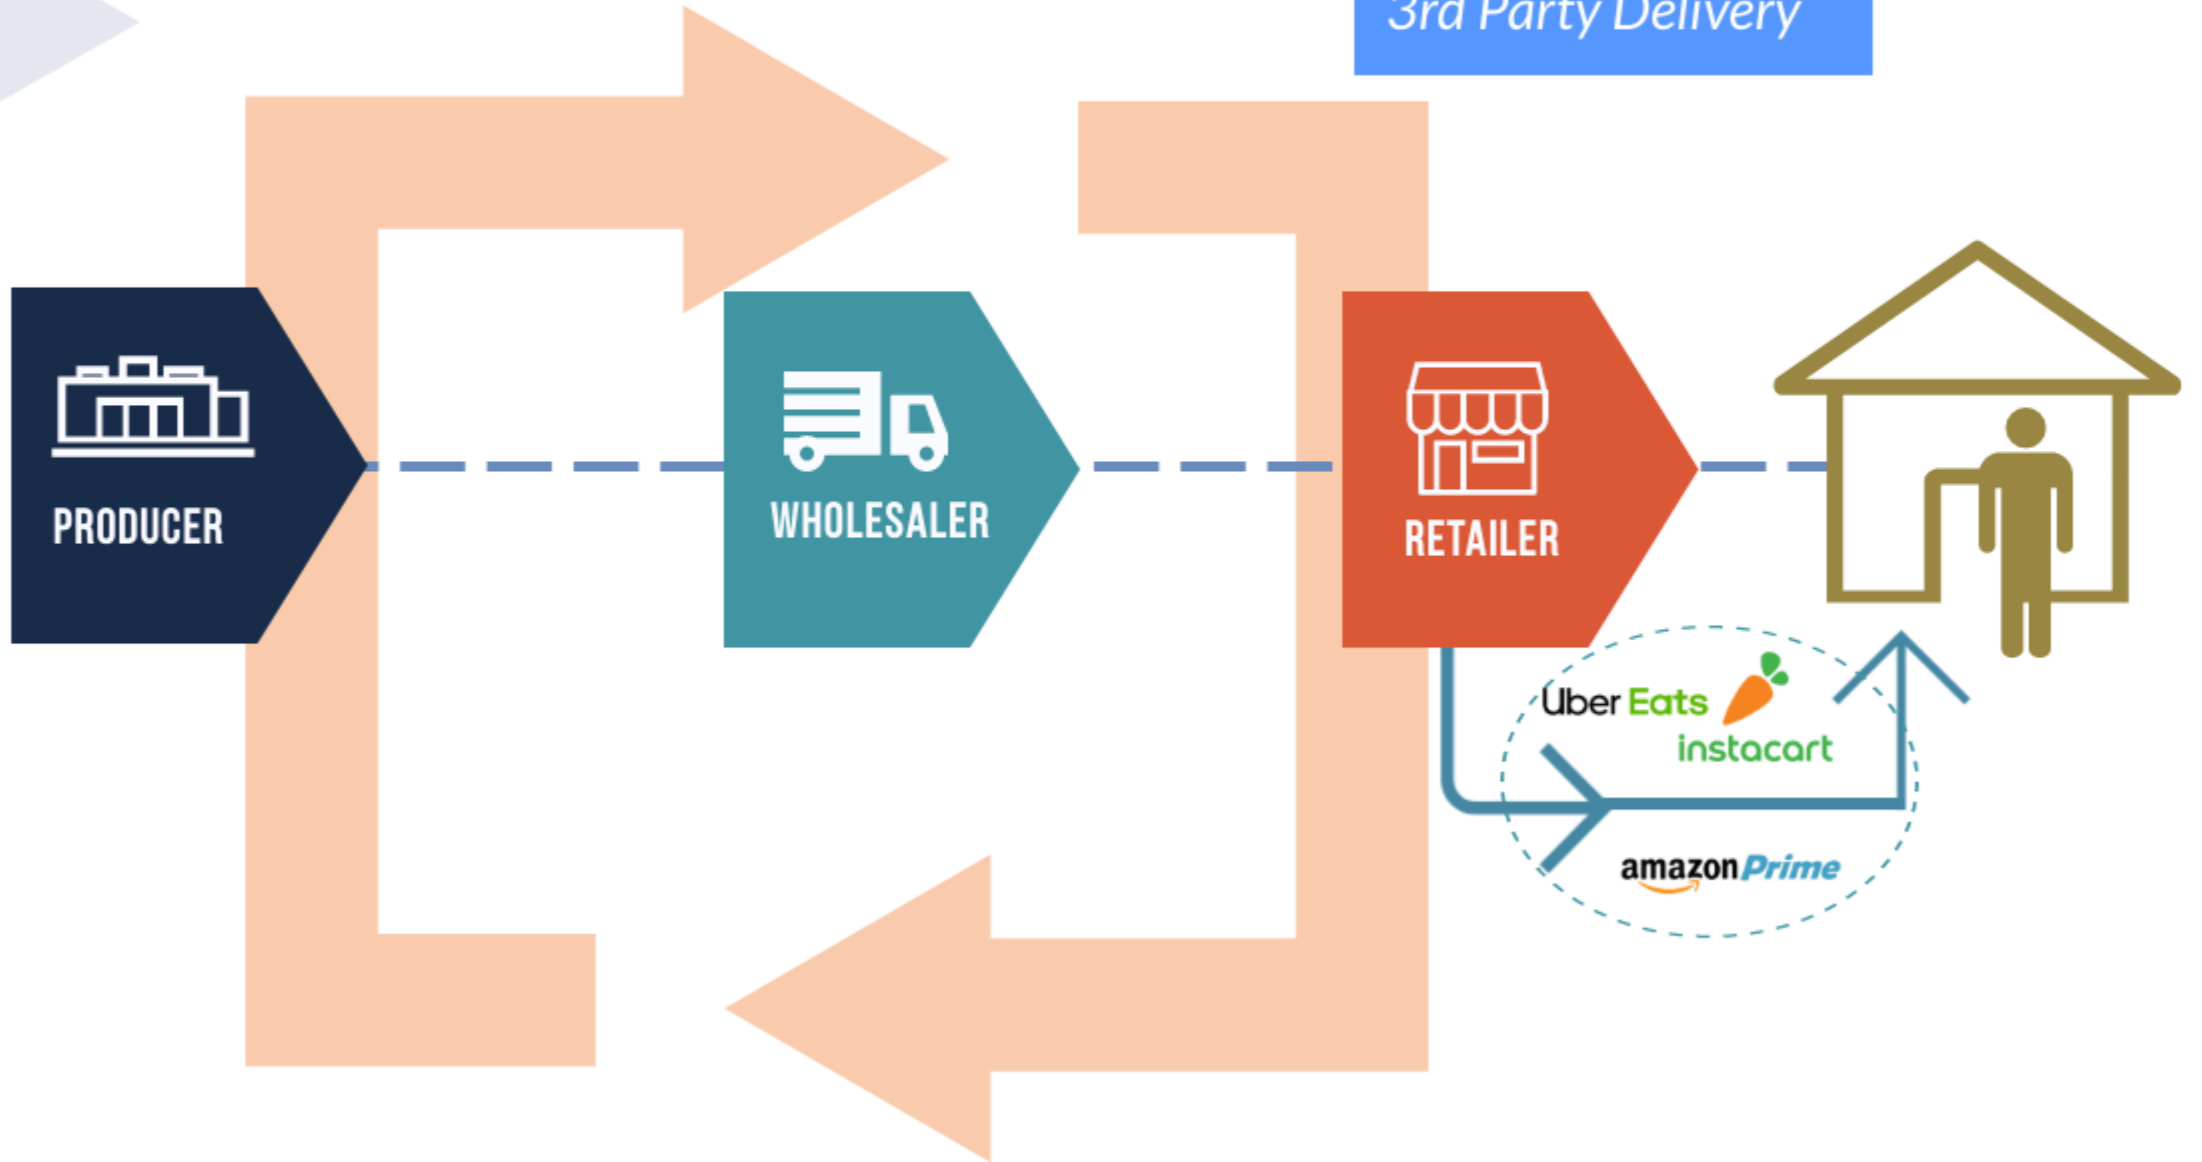 3rd Party Delivery
PRODUCER
WHOLESALER
RETAILER
Uber Eats
instacart
amazon Prime